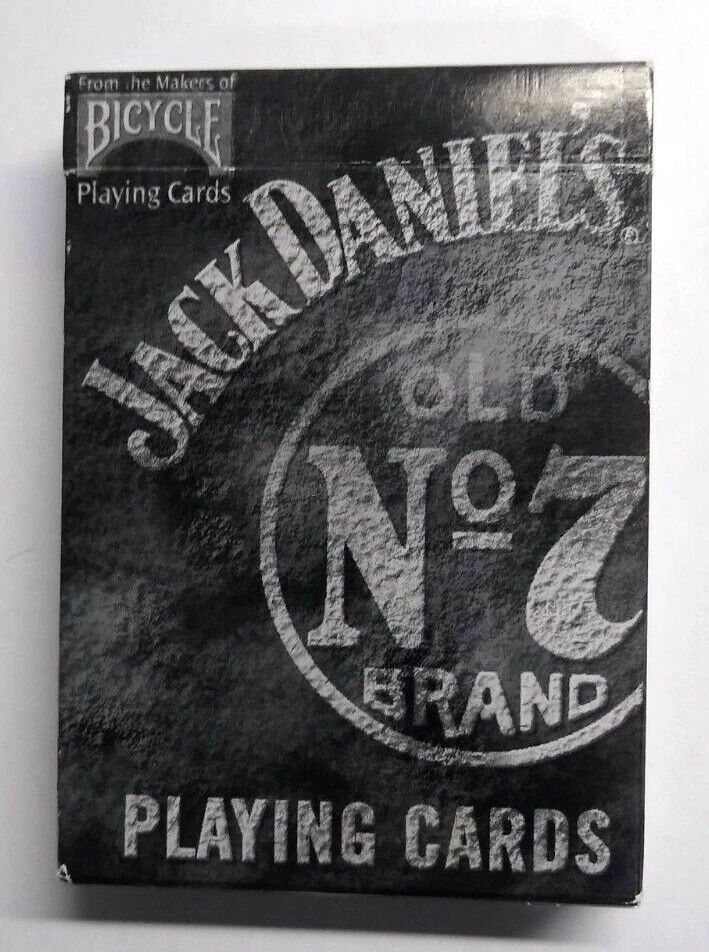 From the Makers of
BICYCLE
Playing Cards
JACK DANIEL'S®
OLD
Nº 7
BRAND
PLAYING CARDS